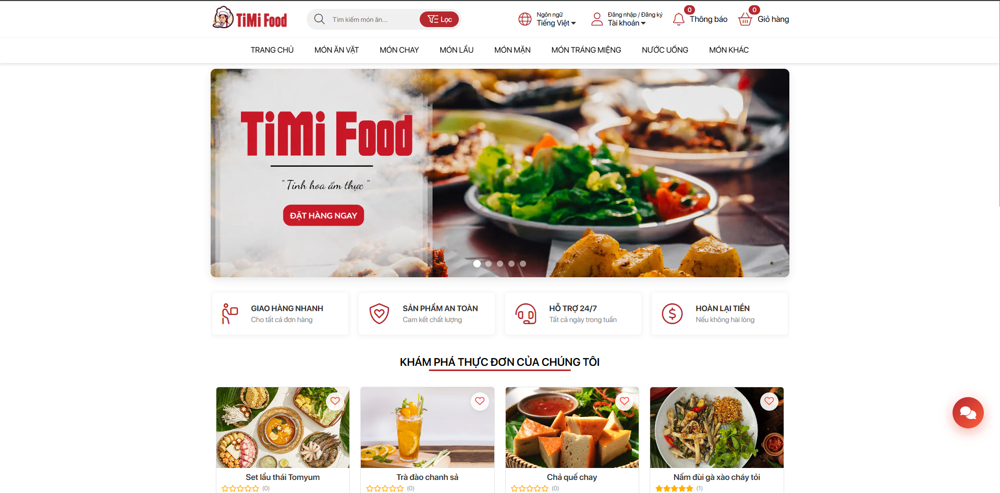 TiMi Food
Tìm kiếm món ăn...
Lọc
Ngôn ngữ
Tiếng Việt
Đăng nhập / Đăng ký
Tài khoản
0
Thông báo
0
Giỏ hàng
TRANG CHỦ
MÓN ĂN VẶT
MÓN CHAY
MÓN LẨU
MÓN MẶN
MÓN TRÁNG MIỆNG
NƯỚC UỐNG
MÓN KHÁC
TiMi Food
" Tinh hoa ẩm thực "
ĐẶT HÀNG NGAY
GIAO HÀNG NHANH
Cho tất cả đơn hàng
SẢN PHẨM AN TOÀN
Cam kết chất lượng
HỖ TRỢ 24/7
Tất cả ngày trong tuần
HOÀN LẠI TIỀN
Nếu không hài lòng
KHÁM PHÁ THỰC ĐƠN CỦA CHÚNG TÔI
Set lẩu thái Tomyum
(0)
Trà đào chanh sả
(0)
Chả quế chay
(0)
Nấm đùi gà xào cháy tỏi
(1)